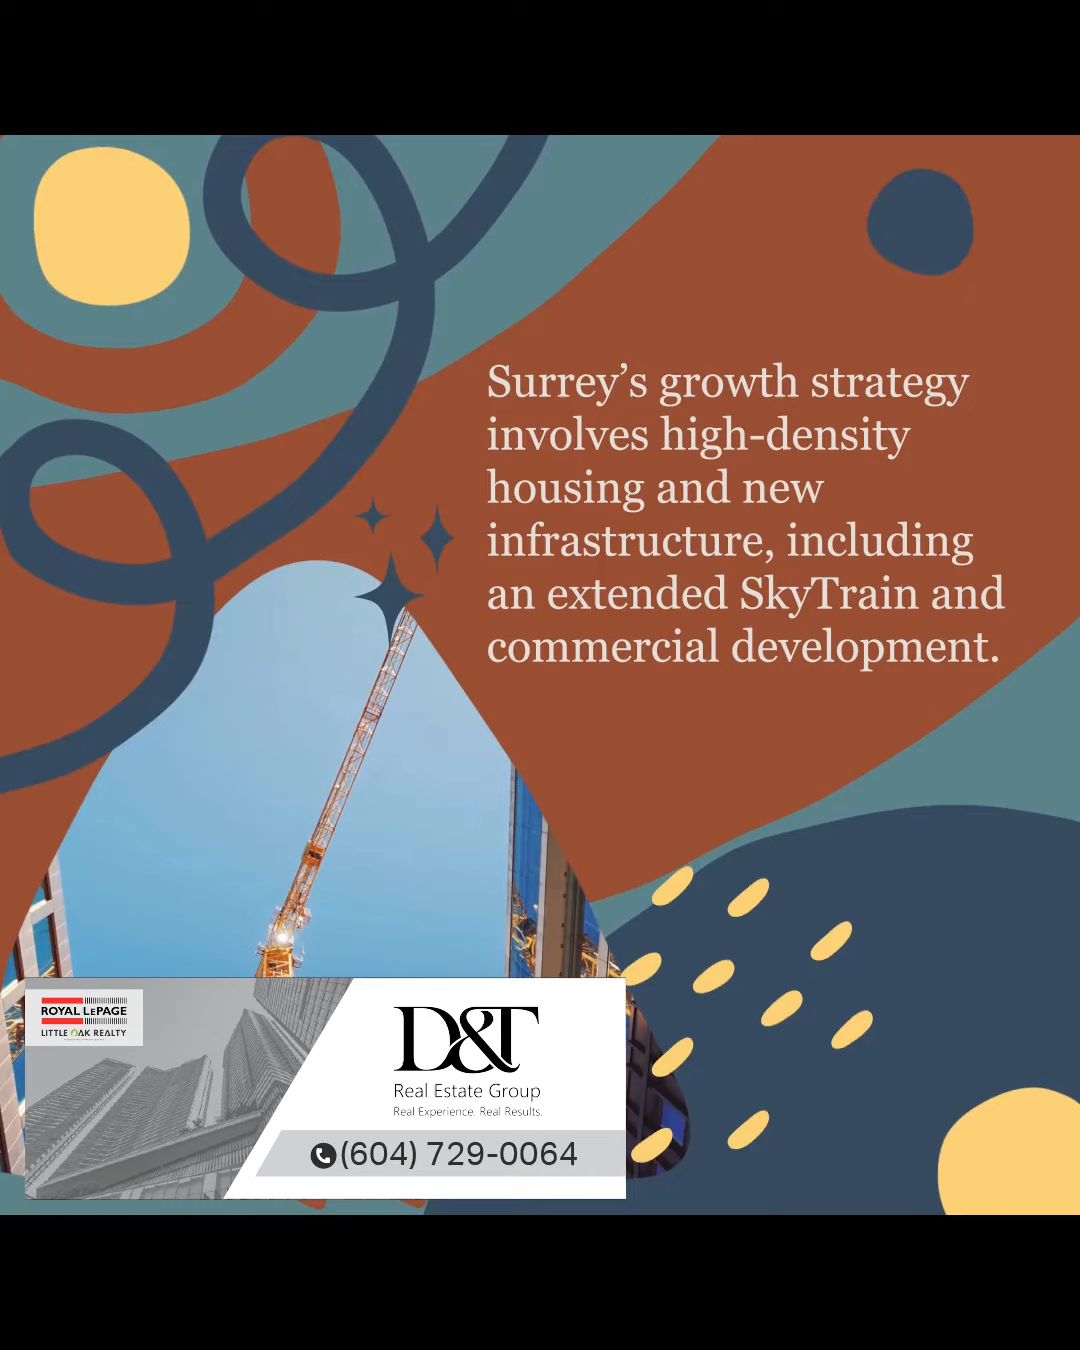 Surrey’s growth strategy
involves high-density
housing and new
infrastructure, including
an extended SkyTrain and
commercial development.
ROYAL LEPAGE
LITTLE OAK REALTY
D&T
Real Estate Group
Real Experience. Real Results.
(604) 729-0064